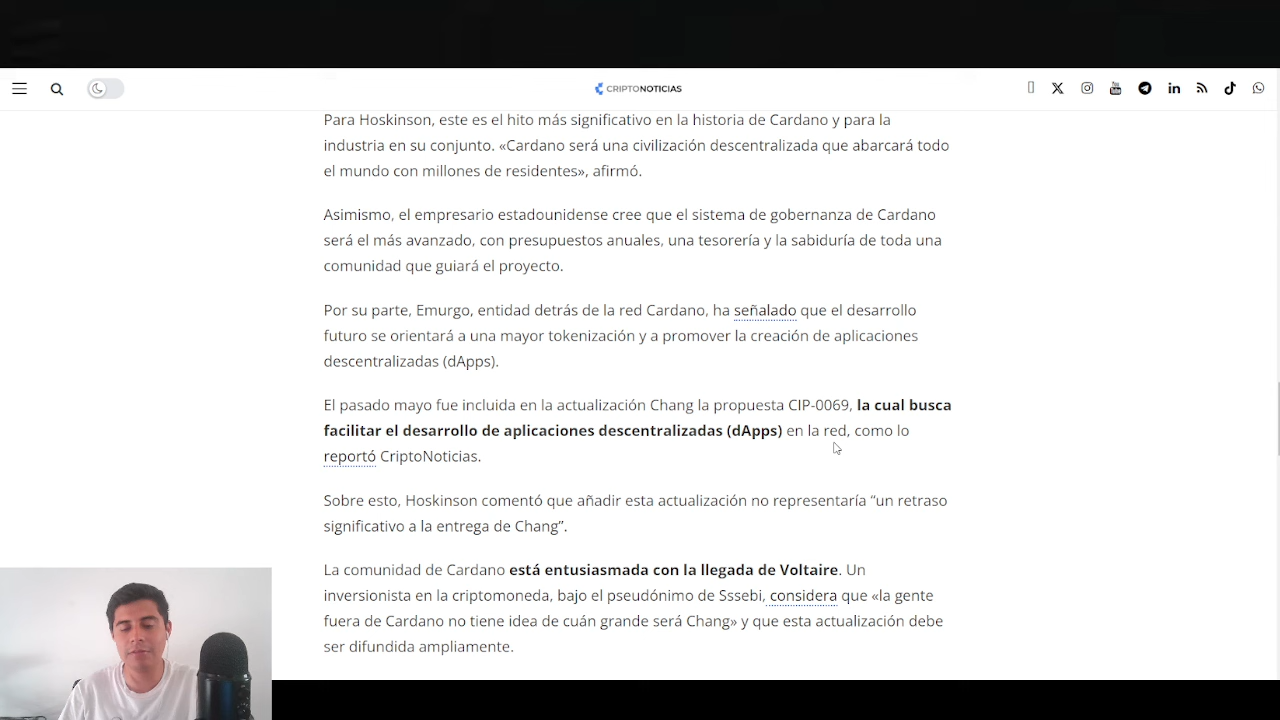 CRIPTONOTICIAS
Para Hoskinson, este es el hito más significativo en la historia de Cardano y para la
industria en su conjunto. «Cardano será una civilización descentralizada que abarcará todo
el mundo con millones de residentes», afirmó.
Asimismo, el empresario estadounidense cree que el sistema de gobernanza de Cardano
será el más avanzado, con presupuestos anuales, una tesorería y la sabiduría de toda una
comunidad que guiará el proyecto.
Por su parte, Emurgo, entidad detrás de la red Cardano, ha señalado que el desarrollo
futuro se orientará a una mayor tokenización y a promover la creación de aplicaciones
descentralizadas (dApps).
El pasado mayo fue incluida en la actualización Chang la propuesta CIP-0069, la cual busca
facilitar el desarrollo de aplicaciones descentralizadas (dApps) en la red, como lo
reportó CriptoNoticias.
Sobre esto, Hoskinson comentó que añadir esta actualización no representaría “un retraso
significativo a la entrega de Chang”.
La comunidad de Cardano está entusiasmada con la llegada de Voltaire. Un
inversionista en la criptomoneda, bajo el pseudónimo de Sssebi, considera que «la gente
fuera de Cardano no tiene idea de cuán grande será Chang» y que esta actualización debe
ser difundida ampliamente.